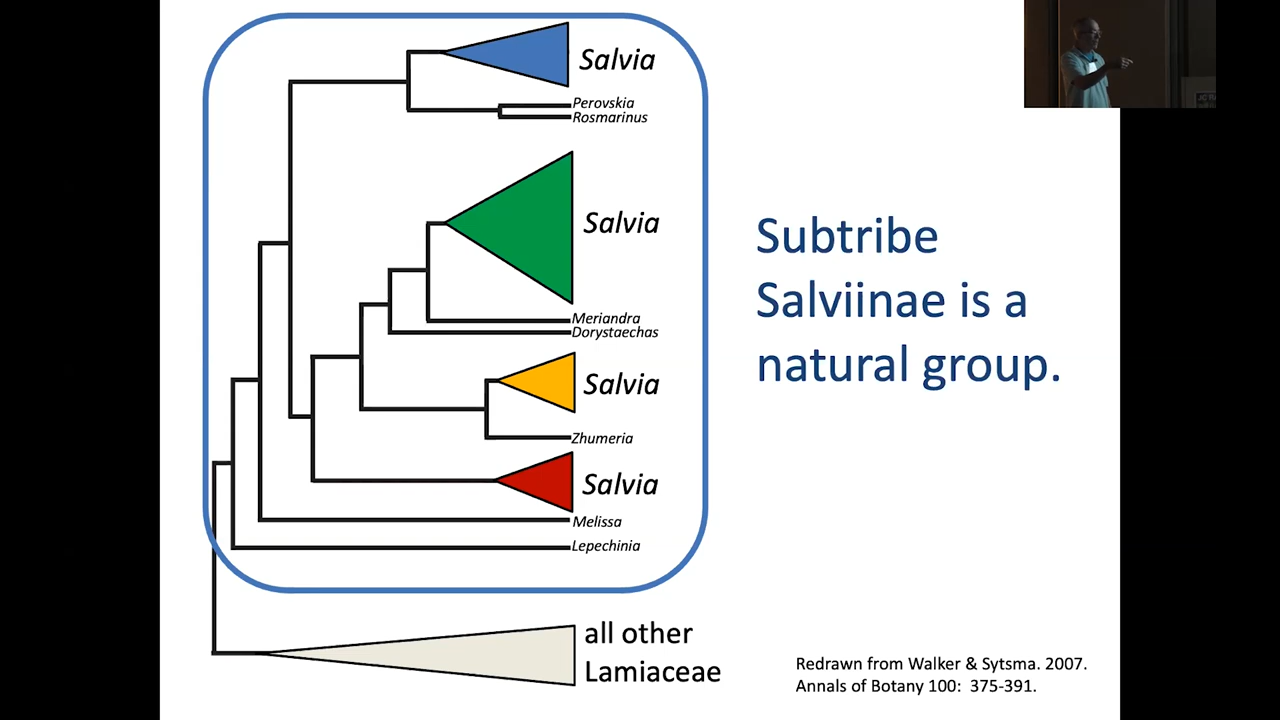 Salvia
Perovskia
Rosmarinus
Salvia
Meriandra
Dorystaechas
Salvia
Zhumeria
Salvia
Melissa
Lepechinia
all other
Lamiaceae
Subtribe
Salviinae is a
natural group.
Redrawn from Walker & Sytsma. 2007.
Annals of Botany 100: 375-391.